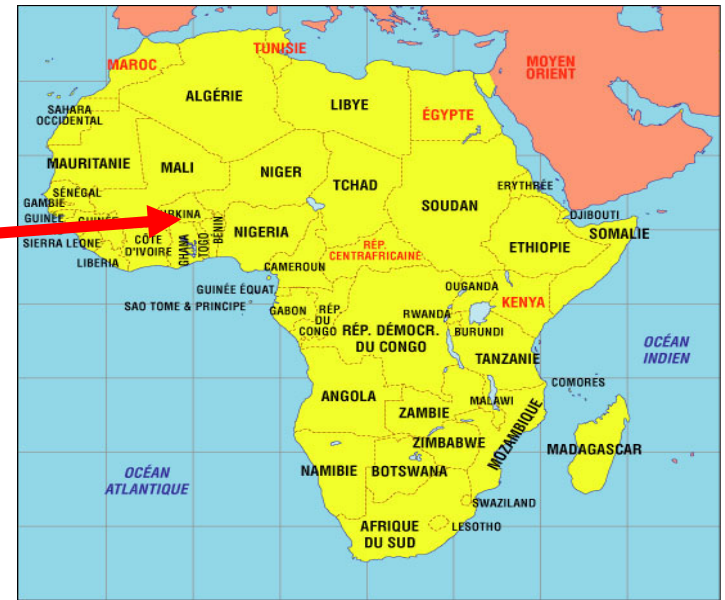 TUNISIE
MAROC
MOYEN
ORIENT
ALGÉRIE
LIBYE
ÉGYPTE
SAHARA
OCCIDENTAL
MAURITANIE
MALI
NIGER
TCHAD
SOUDAN
ERYTHRÉE
SÉNÉGAL
GAMBIE
DJIBOUTI
SOMALIE
NIGERIA
BÉNIN
TOGO
GHANA
CÔTE
D'IVOIRE
SIERRA LEONE
LIBERIA
ETHIOPIE
RÉP.
CENTRAFRICAINE
CAMEROUN
OUGANDA
GUINÉE ÉQUAT.
KENYA
SAO TOME & PRINCIPE
GABON
RÉP.
DU
CONGO
RWANDA
RÉP. DÉMOCR.
DU CONGO
BURUNDI
OCÉAN
INDIEN
TANZANIE
COMORES
ANGOLA
MALAWI
ZAMBIE
MOZAMBIQUE
ZIMBABWE
MADAGASCAR
OCÉAN
ATLANTIQUE
NAMIBIE
BOTSWANA
SWAZILAND
AFRIQUE
DU SUD
LESOTHO